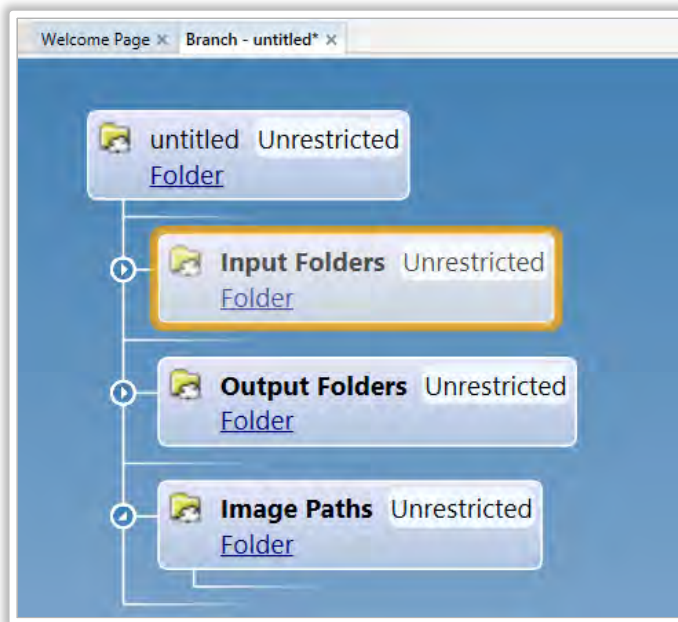 Welcome Page × Branch - untitled* ×
untitled Unrestricted
Folder
Input Folders Unrestricted
Folder
Output Folders Unrestricted
Folder
Image Paths Unrestricted
Folder